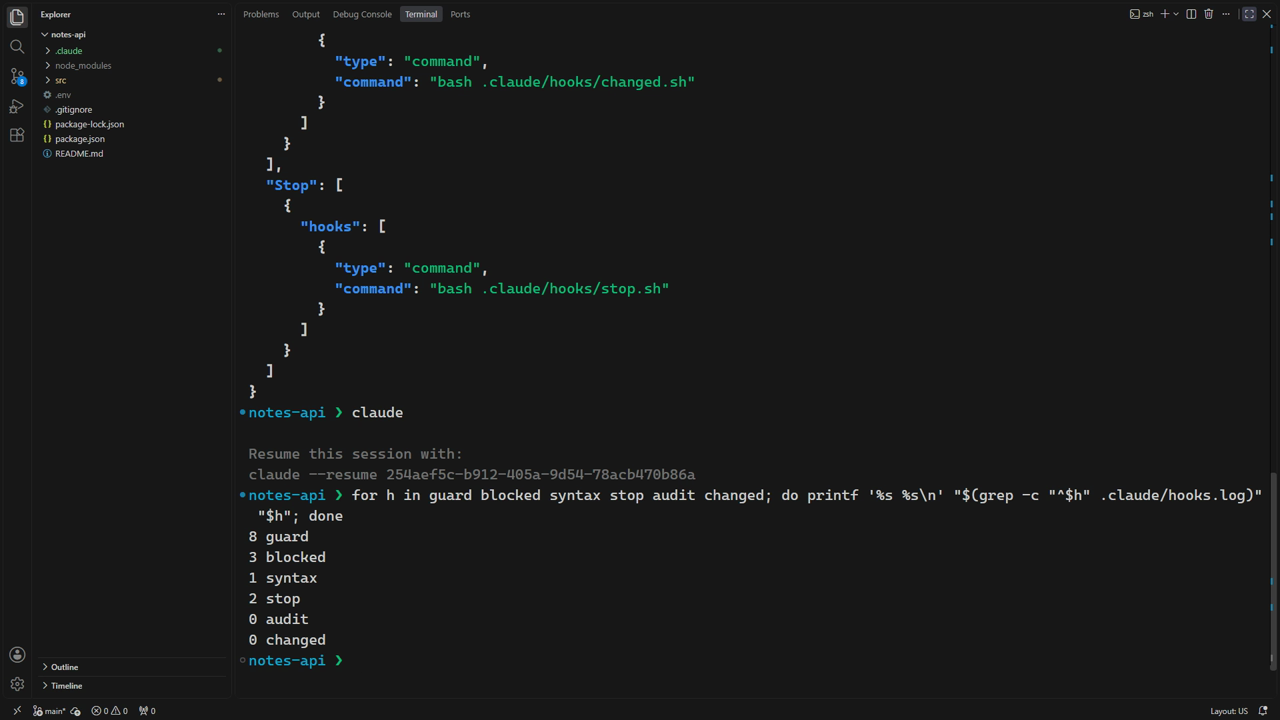 Explorer
notes-api
.claude
node_modules
src
.env
.gitignore
package-lock.json
package.json
README.md
Outline
Timeline
Problems Output Debug Console Terminal Ports
zsh
{
"type": "command",
"command": "bash .claude/hooks/changed.sh"
}
]
}
],
"Stop": [
{
"hooks": [
{
"type": "command",
"command": "bash .claude/hooks/stop.sh"
}
]
}
]
}
notes-api ❯ claude
Resume this session with:
claude --resume 254aef5c-b912-405a-9d54-78acb470b86a
notes-api ❯ for h in guard blocked syntax stop audit changed; do printf '%s %s\n' "$(grep -c "^$h" .claude/hooks.log)"
"$h"; done
8 guard
3 blocked
1 syntax
2 stop
0 audit
0 changed
notes-api ❯
main* 0 0 0 Layout: US